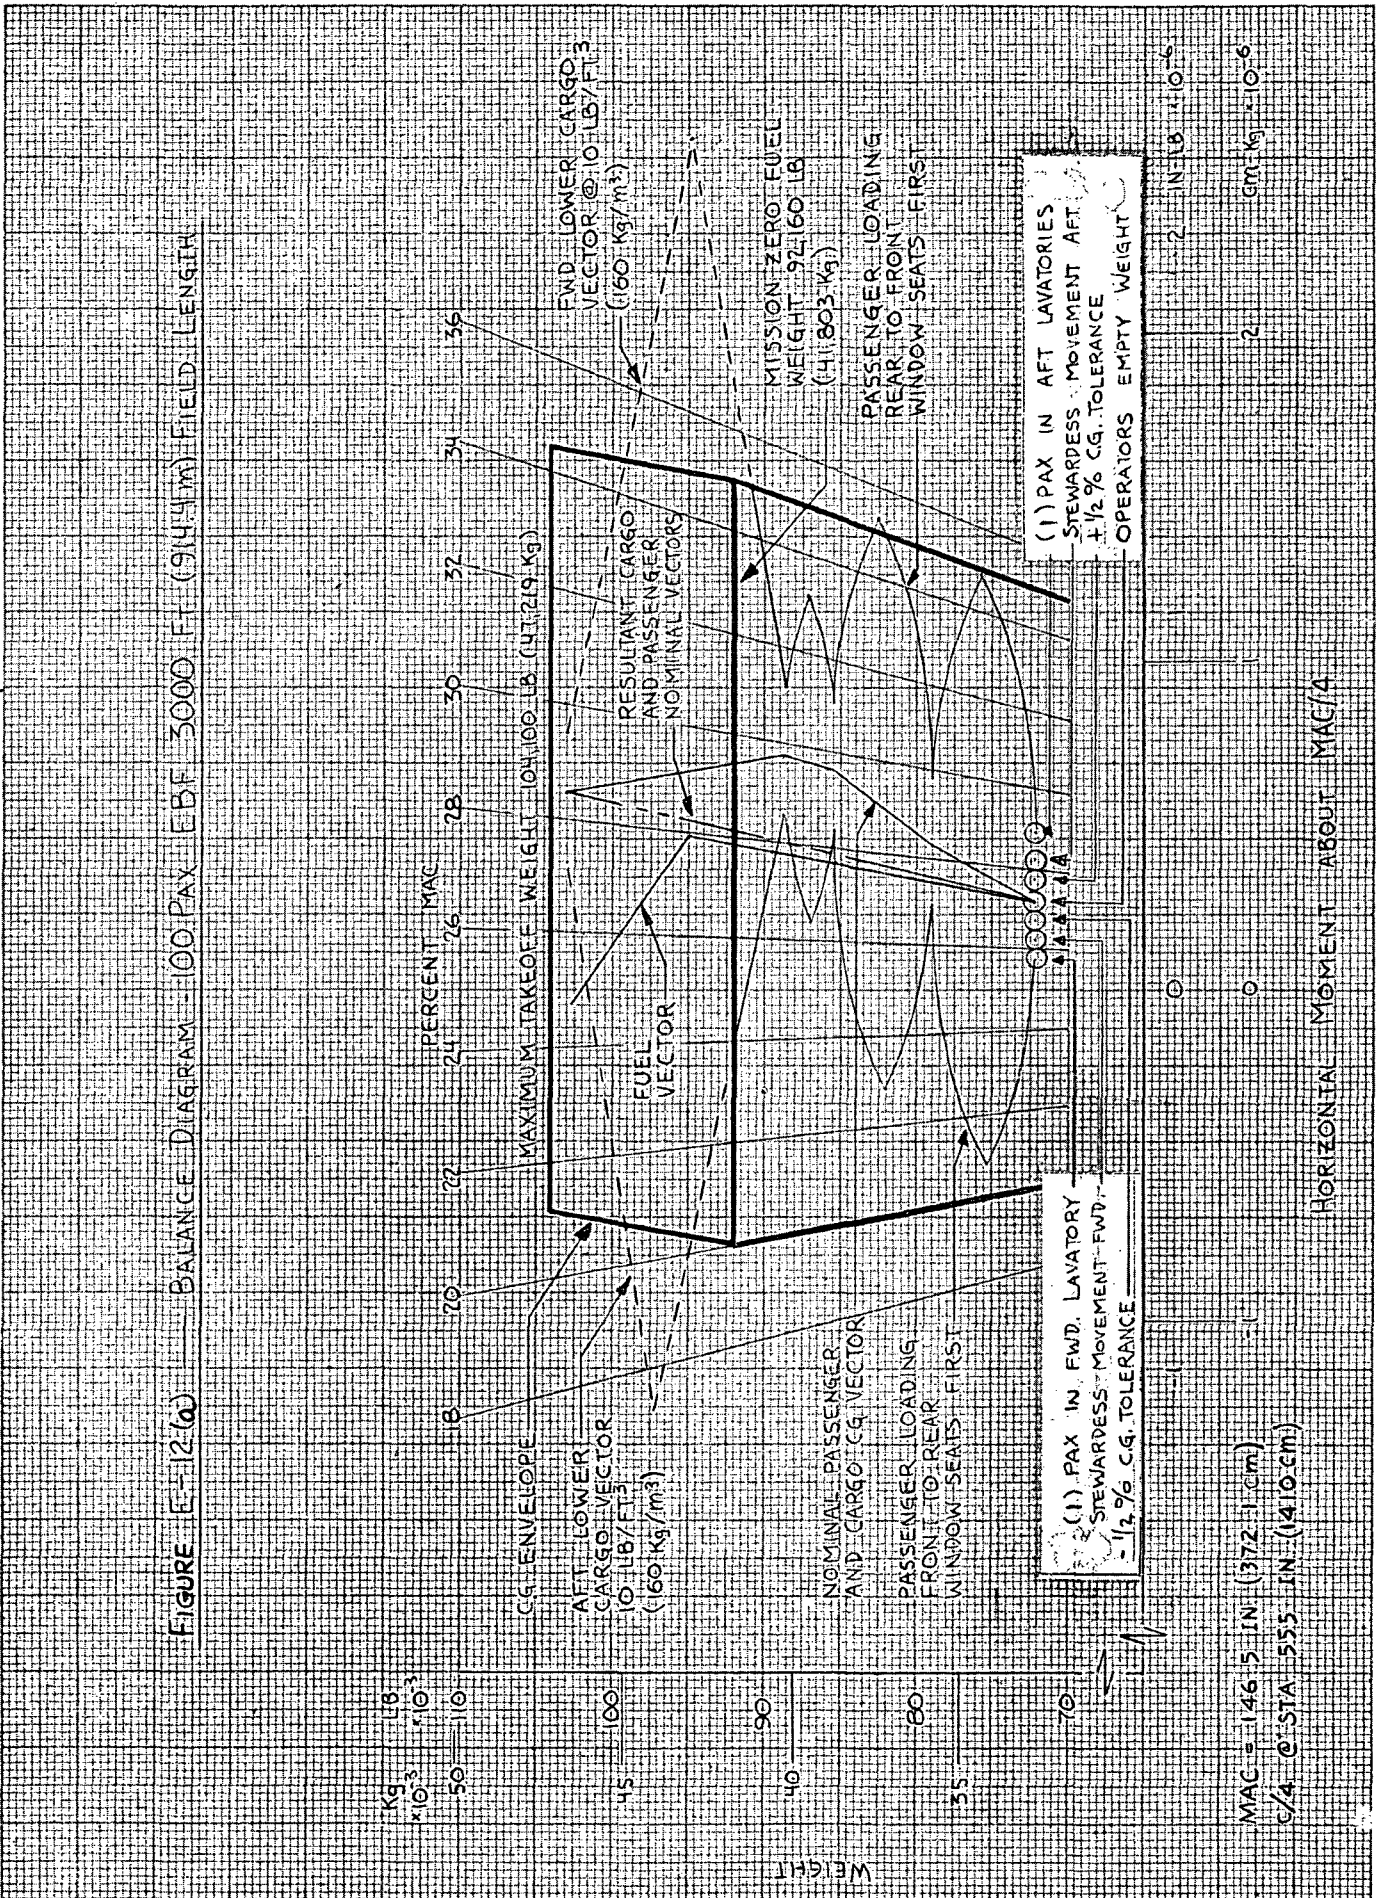 FIGURE E-12(a) BALANCE DIAGRAM - 100 PAX EBF 3000 FT (914.4m) FIELD LENGTH
PERCENT MAC
18 20 22 24 26 28 30 32 34 36
Kg
×10⁻³
LB
×10⁻³
50
110
45
100
40
90
35
80
70
WEIGHT
C.G. ENVELOPE
MAXIMUM TAKEOFF WEIGHT 104,100 LB (47,219 Kg)
AFT LOWER
CARGO VECTOR
10 LB/FT³
(160 Kg/m³)
FUEL
VECTOR
RESULTANT CARGO
AND PASSENGER
NOMINAL VECTORS
FWD LOWER CARGO
VECTOR @ 10 LB/FT³
(160 Kg/m³)
MISSION ZERO FUEL
WEIGHT 92,160 LB
(41,803 Kg)
NOMINAL PASSENGER
AND CARGO CG VECTOR
PASSENGER LOADING
FRONT TO REAR
WINDOW SEATS FIRST
PASSENGER LOADING
REAR TO FRONT
WINDOW SEATS FIRST
(1) PAX IN FWD. LAVATORY
STEWARDESS MOVEMENT FWD.
- 1/2 % C.G. TOLERANCE
(1) PAX IN AFT LAVATORIES
STEWARDESS MOVEMENT AFT
+ 1/2 % C.G. TOLERANCE
OPERATORS EMPTY WEIGHT
-1 0 1 2 IN-LB ×10⁻⁶
-1 0 1 2 Cm-Kg ×10⁻⁶
MAC = 146.5 IN (372.1 cm)
C/4 @ STA 555 IN (1410 cm)
HORIZONTAL MOMENT ABOUT MAC/4